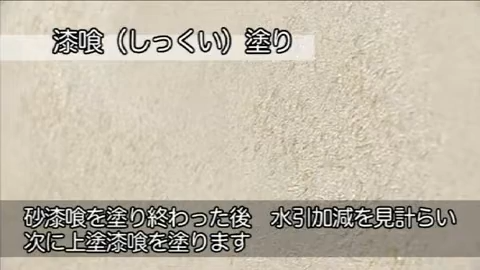 漆喰（しっくい）塗り
砂漆喰を塗り終わった後　水引加減を見計らい
次に上塗漆喰を塗ります